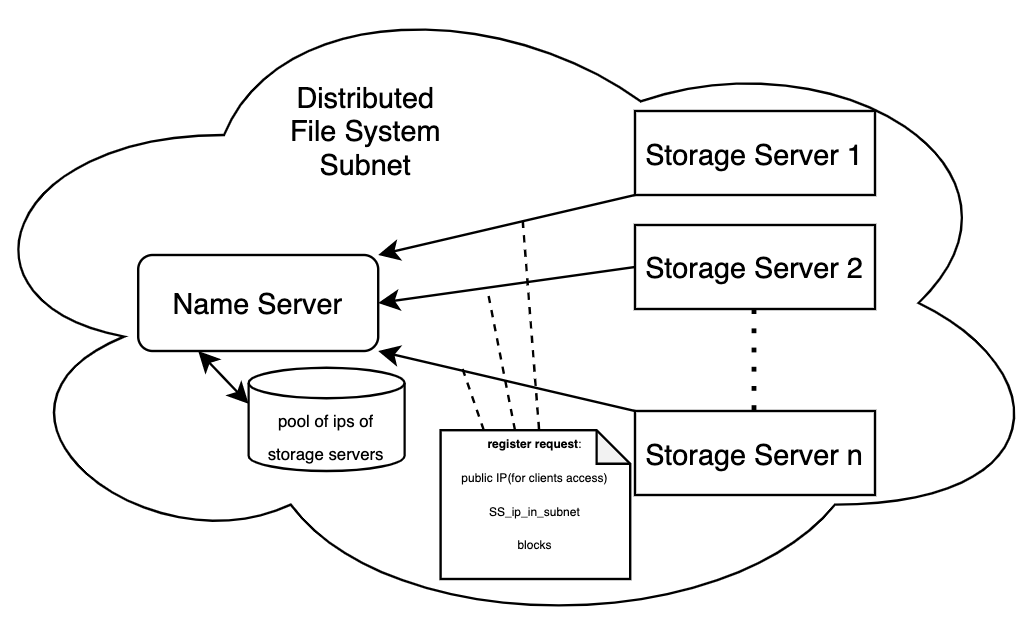 Distributed
File System
Subnet
Storage Server 1
Storage Server 2
Name Server
pool of ips of
storage servers
register request:
public IP(for clients access)
SS_ip_in_subnet
blocks
Storage Server n